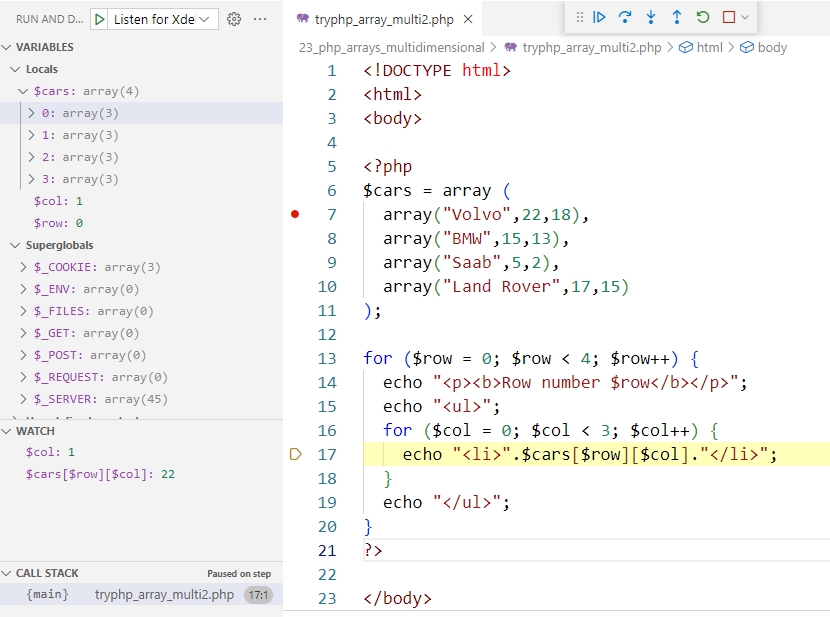 RUN AND D... Listen for Xde
VARIABLES
Locals
$cars: array(4)
0: array(3)
1: array(3)
2: array(3)
3: array(3)
$col: 1
$row: 0
Superglobals
$_COOKIE: array(3)
$_ENV: array(0)
$_FILES: array(0)
$_GET: array(0)
$_POST: array(0)
$_REQUEST: array(0)
$_SERVER: array(45)
WATCH
$col: 1
$cars[$row][$col]: 22
CALL STACK Paused on step
{main} tryphp_array_multi2.php 17:1
tryphp_array_multi2.php
23_php_arrays_multidimensional > tryphp_array_multi2.php > html > body
1 <!DOCTYPE html>
2 <html>
3 <body>
4
5 <?php
6 $cars = array (
7 array("Volvo",22,18),
8 array("BMW",15,13),
9 array("Saab",5,2),
10 array("Land Rover",17,15)
11 );
12
13 for ($row = 0; $row < 4; $row++) {
14 echo "<p><b>Row number $row</b></p>";
15 echo "<ul>";
16 for ($col = 0; $col < 3; $col++) {
17 echo "<li>".$cars[$row][$col]."</li>";
18 }
19 echo "</ul>";
20 }
21 ?>
22
23 </body>